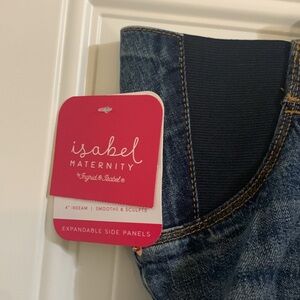 isabel
MATERNITY
by Ingrid & Isabel®
4" INSEAM | SMOOTHS & SCULPTS
EXPANDABLE SIDE PANELS